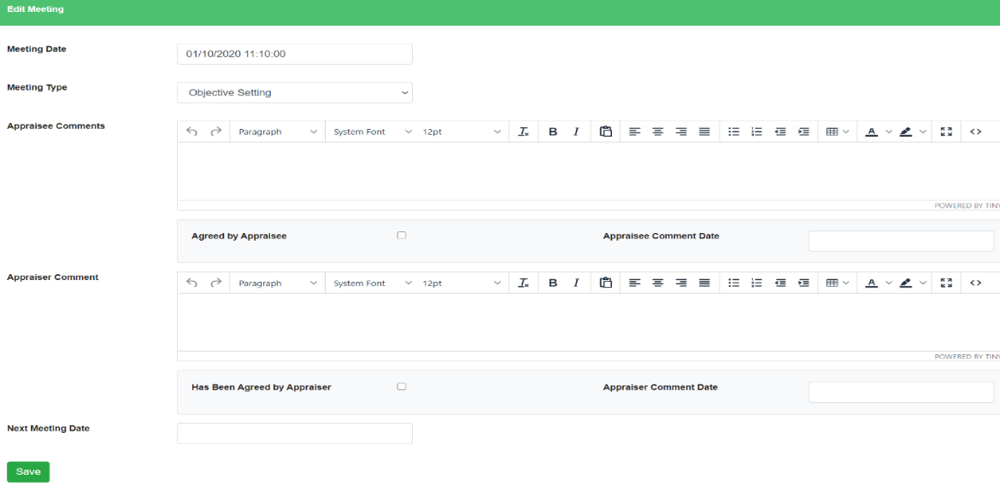 Edit Meeting
Meeting Date
01/10/2020 11:10:00
Meeting Type
Objective Setting
Appraisee Comments
Paragraph System Font 12pt B I A
POWERED BY TINY
Agreed by Appraisee Appraisee Comment Date
Appraiser Comment
Paragraph System Font 12pt B I A
POWERED BY TINY
Has Been Agreed by Appraiser Appraiser Comment Date
Next Meeting Date
Save